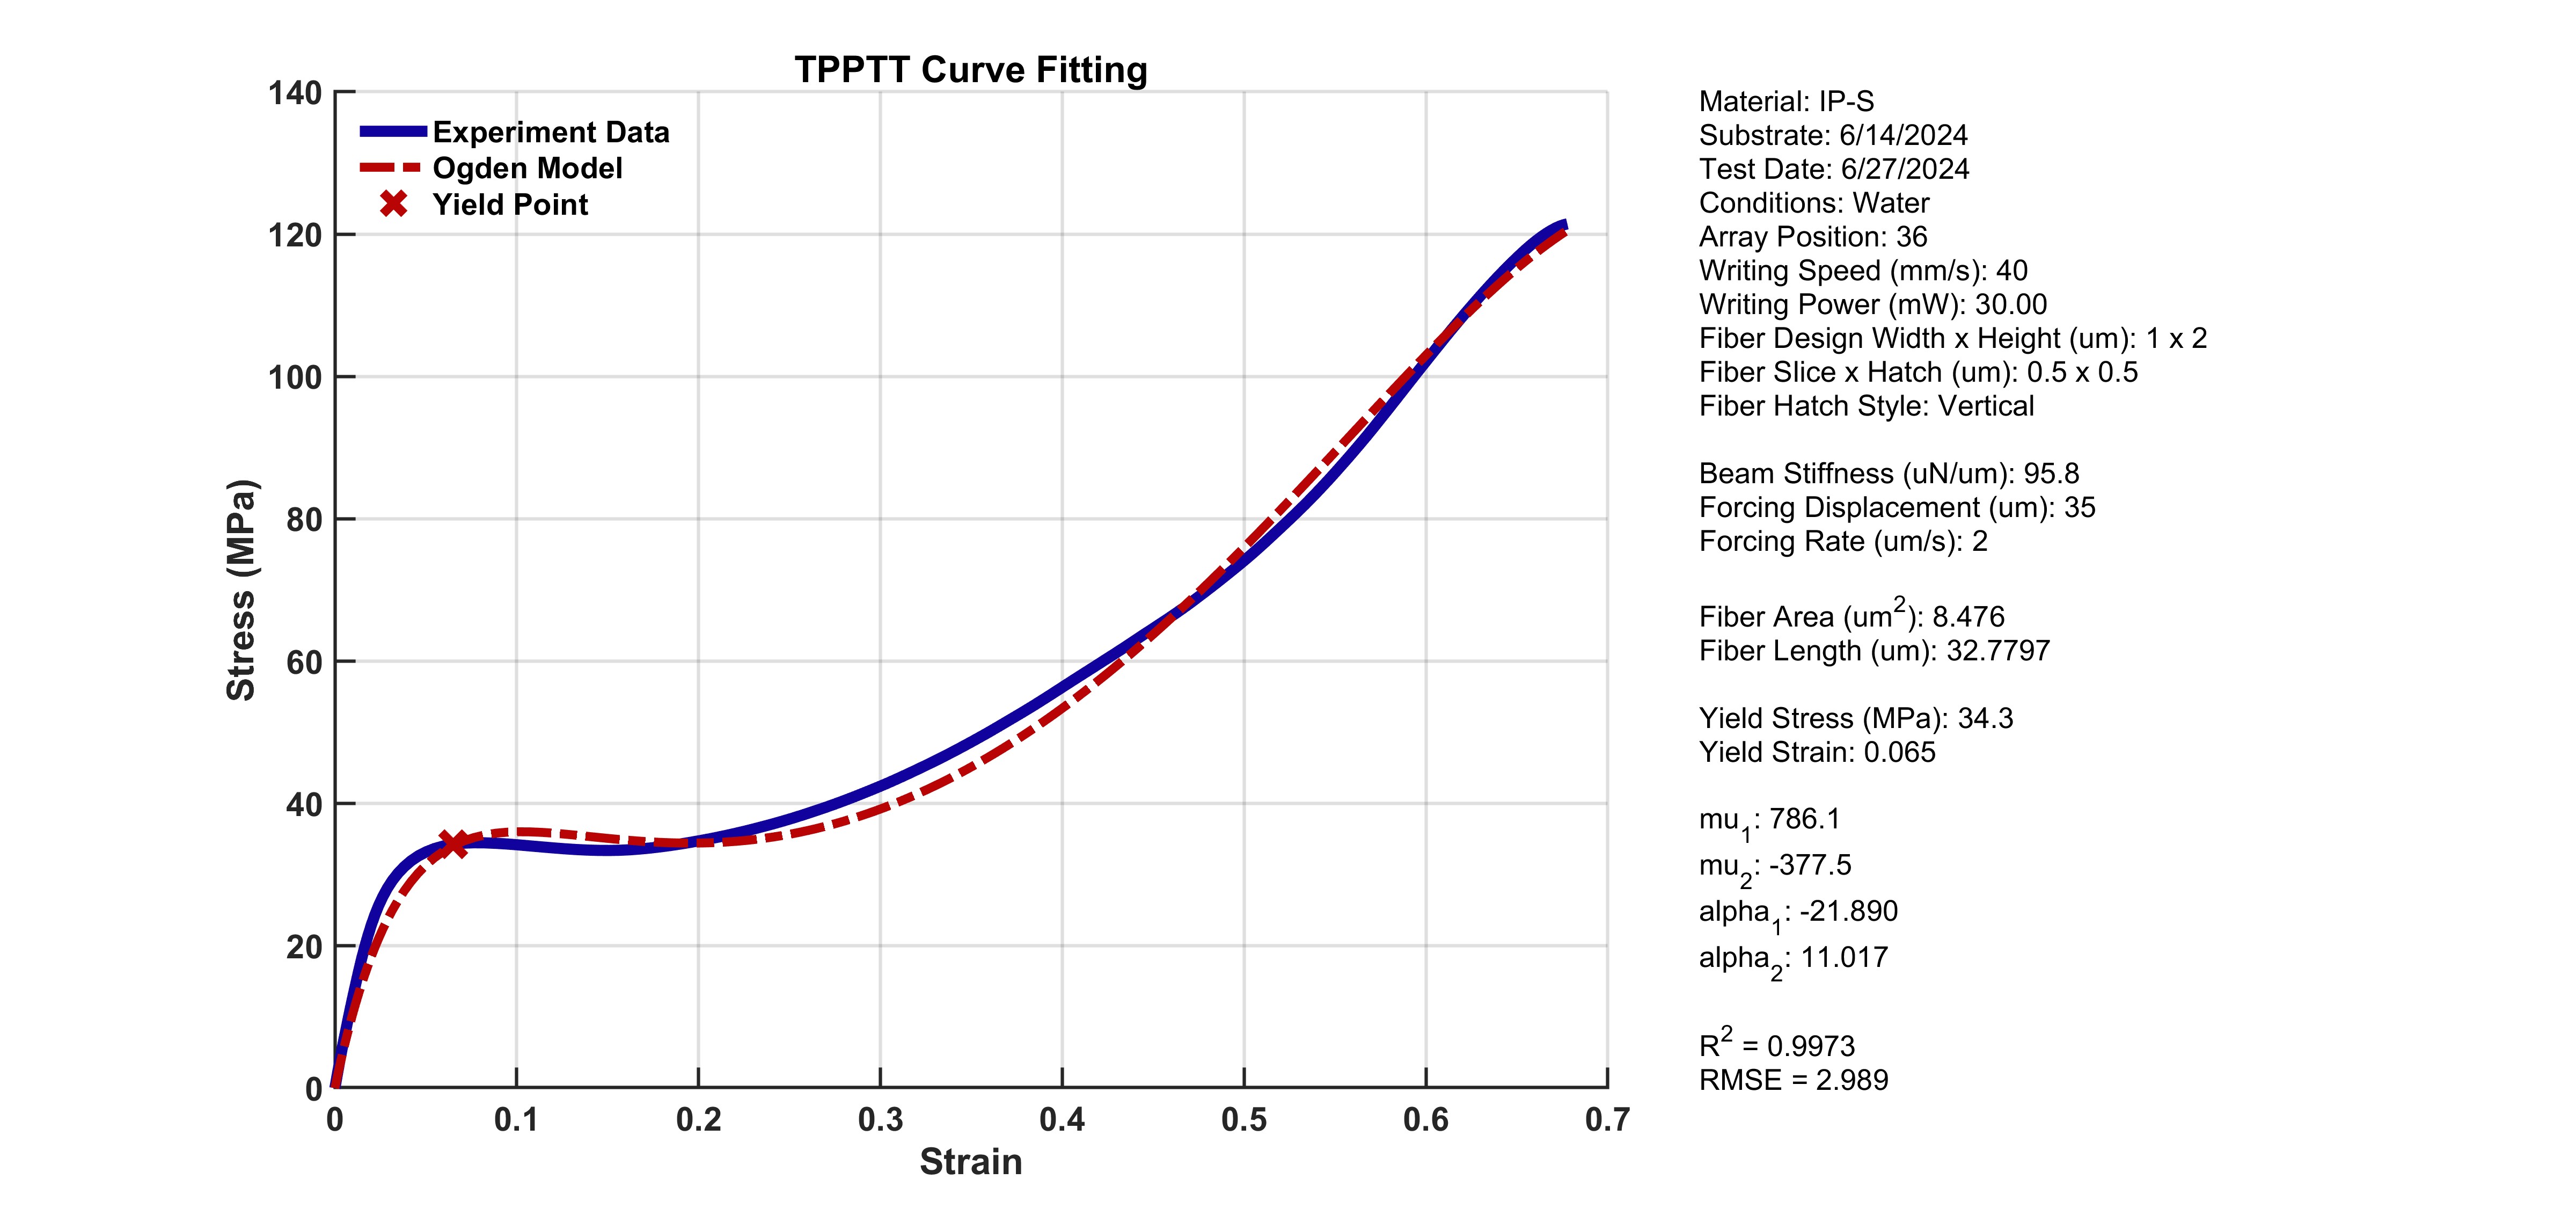 TPPTT Curve Fitting
140
120
100
80
60
40
20
0
Stress (MPa)
Experiment Data
Ogden Model
Yield Point
0 0.1 0.2 0.3 0.4 0.5 0.6 0.7
Strain
Material: IP-S
Substrate: 6/14/2024
Test Date: 6/27/2024
Conditions: Water
Array Position: 36
Writing Speed (mm/s): 40
Writing Power (mW): 30.00
Fiber Design Width x Height (um): 1 x 2
Fiber Slice x Hatch (um): 0.5 x 0.5
Fiber Hatch Style: Vertical
Beam Stiffness (uN/um): 95.8
Forcing Displacement (um): 35
Forcing Rate (um/s): 2
Fiber Area (um²): 8.476
Fiber Length (um): 32.7797
Yield Stress (MPa): 34.3
Yield Strain: 0.065
mu₁: 786.1
mu₂: -377.5
alpha₁: -21.890
alpha₂: 11.017
R² = 0.9973
RMSE = 2.989